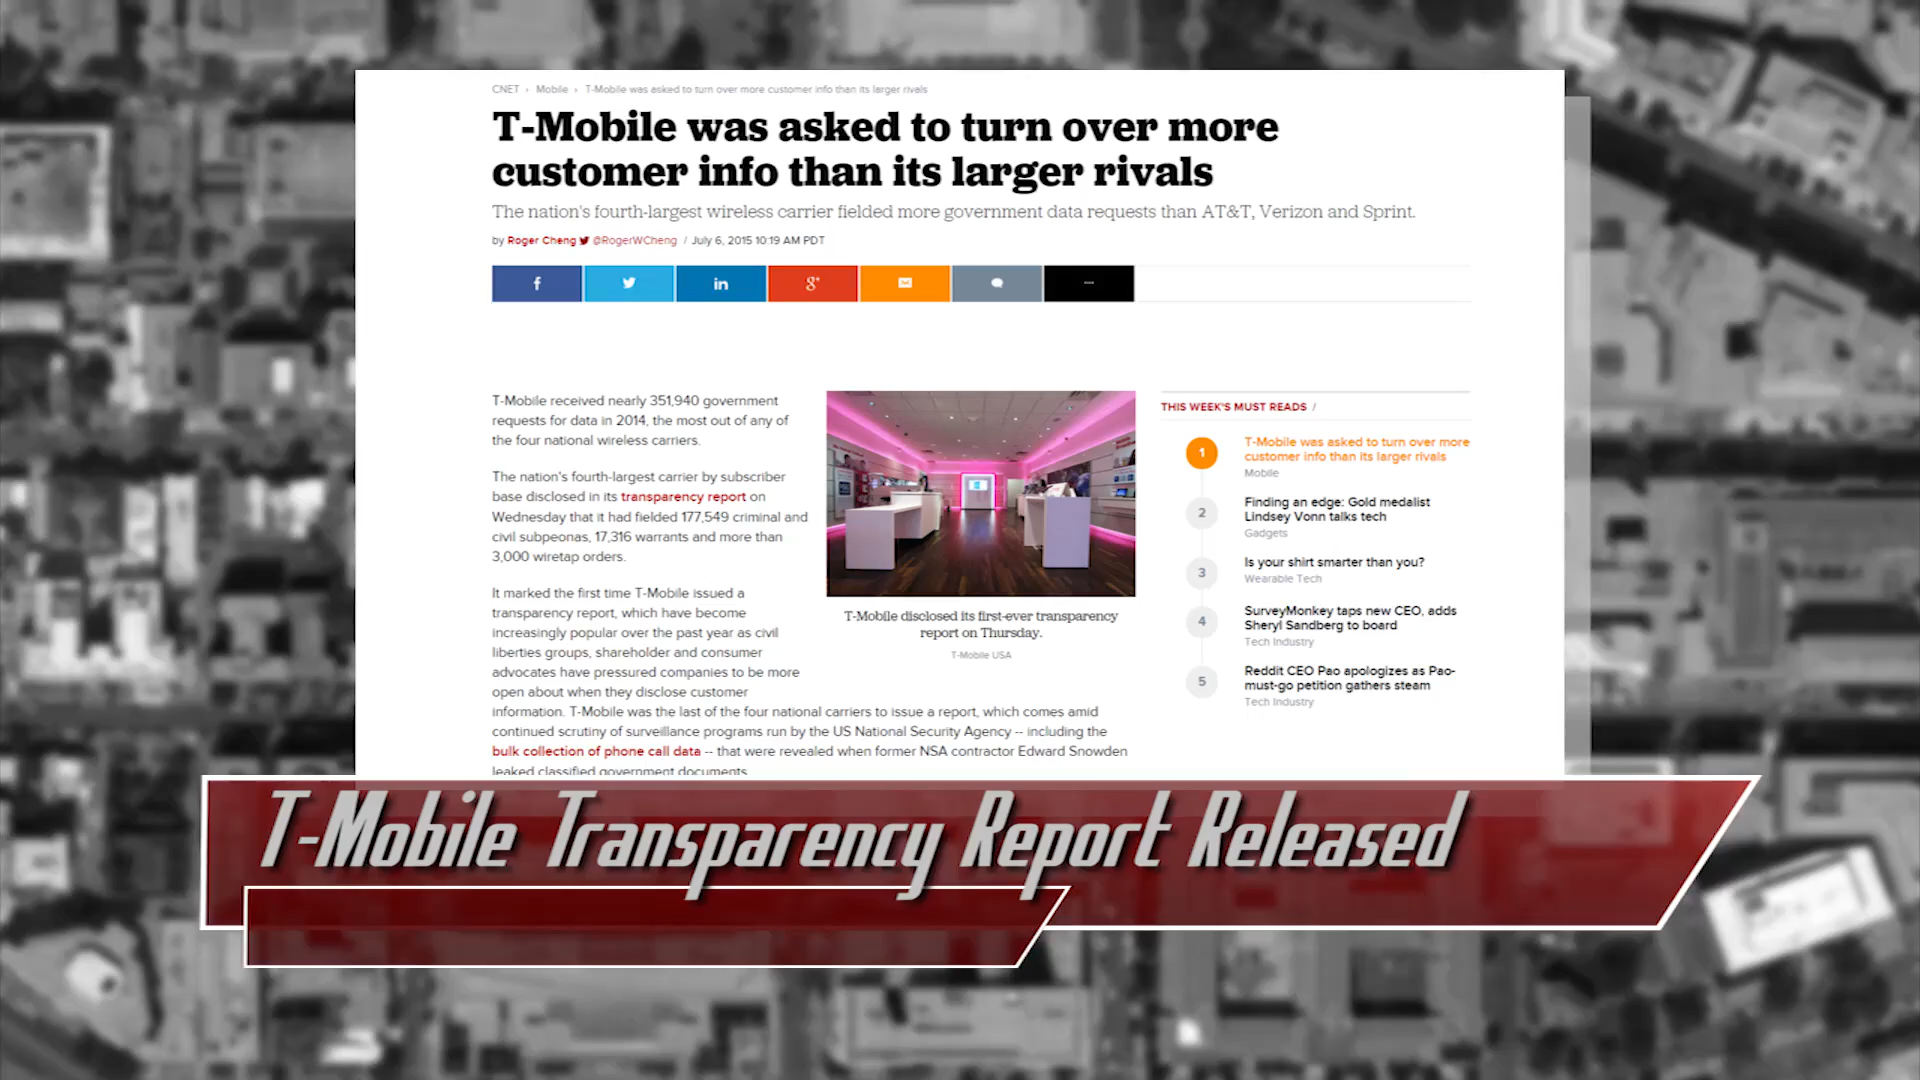 CNET › Mobile › T-Mobile was asked to turn over more customer info than its larger rivals
T-Mobile was asked to turn over more
customer info than its larger rivals
The nation's fourth-largest wireless carrier fielded more government data requests than AT&T, Verizon and Sprint.
by Roger Cheng @RogerWCheng / July 6, 2015 10:19 AM PDT
f in g+ ...
T-Mobile received nearly 351,940 government
requests for data in 2014, the most out of any of
the four national wireless carriers.
The nation's fourth-largest carrier by subscriber
base disclosed in its transparency report on
Wednesday that it had fielded 177,549 criminal and
civil subpeonas, 17,316 warrants and more than
3,000 wiretap orders.
It marked the first time T-Mobile issued a
transparency report, which have become
increasingly popular over the past year as civil
liberties groups, shareholder and consumer
advocates have pressured companies to be more
open about when they disclose customer
information. T-Mobile was the last of the four national carriers to issue a report, which comes amid
continued scrutiny of surveillance programs run by the US National Security Agency -- including the
bulk collection of phone call data -- that were revealed when former NSA contractor Edward Snowden
leaked classified government documents.
T-Mobile disclosed its first-ever transparency
report on Thursday.
T-Mobile USA
THIS WEEK'S MUST READS /
1
T-Mobile was asked to turn over more
customer info than its larger rivals
Mobile
2
Finding an edge: Gold medalist
Lindsey Vonn talks tech
Gadgets
3
Is your shirt smarter than you?
Wearable Tech
4
SurveyMonkey taps new CEO, adds
Sheryl Sandberg to board
Tech Industry
5
Reddit CEO Pao apologizes as Pao-
must-go petition gathers steam
Tech Industry
T-Mobile Transparency Report Released